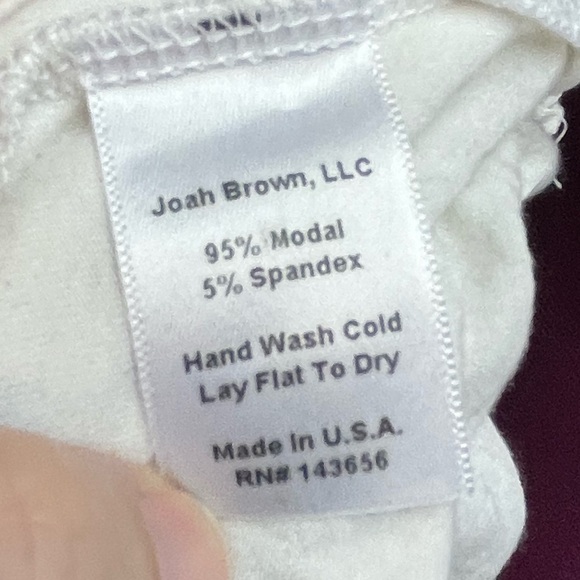 Joah Brown, LLC
95% Modal
5% Spandex
Hand Wash Cold
Lay Flat To Dry
Made in U.S.A.
RN# 143656